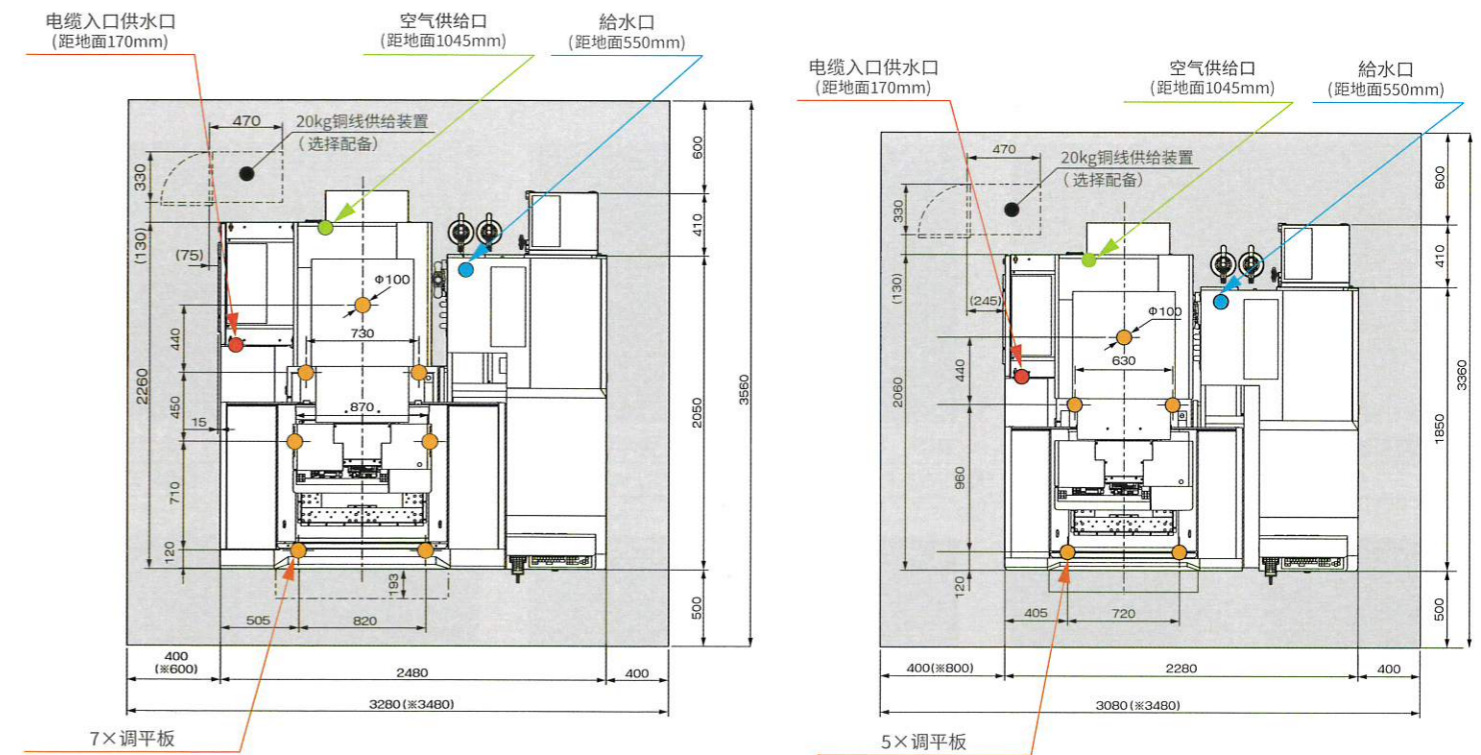 电缆入口供水口
(距地面170mm)
空气供给口
(距地面1045mm)
給水口
(距地面550mm)
470
20kg铜线供给装置
(选择配备)
330
(130)
(75)
600
410
Φ100
730
440
2260
450
870
15
2050
3560
710
120
193
505
820
500
400
(※600)
2480
400
3280(※3480)
7×调平板
电缆入口供水口
(距地面170mm)
空气供给口
(距地面1045mm)
給水口
(距地面550mm)
470
20kg铜线供给装置
(选择配备)
330
(130)
(245)
600
410
Φ100
630
440
2060
960
1850
3360
120
405
720
500
400(※800)
2280
400
3080(※3480)
5×调平板